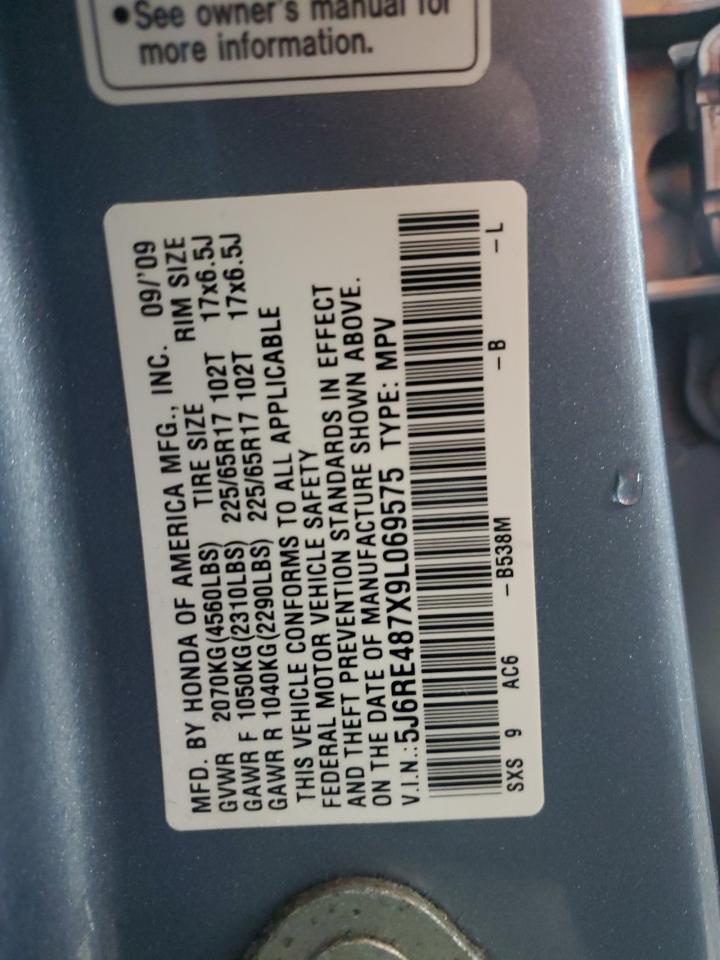 •See owner's manual for
more information.
MFD. BY HONDA OF AMERICA MFG., INC. 09/'09
GVWR 2070KG(4560LBS) TIRE SIZE RIM SIZE
GAWR F 1050KG(2310LBS) 225/65R17 102T 17x6.5J
GAWR R 1040KG(2290LBS) 225/65R17 102T 17x6.5J
THIS VEHICLE CONFORMS TO ALL APPLICABLE
FEDERAL MOTOR VEHICLE SAFETY
AND THEFT PREVENTION STANDARDS IN EFFECT
ON THE DATE OF MANUFACTURE SHOWN ABOVE.
V.I.N.:5J6RE487X9L069575 TYPE: MPV
SXS 9 AC6 –B538M –B –L